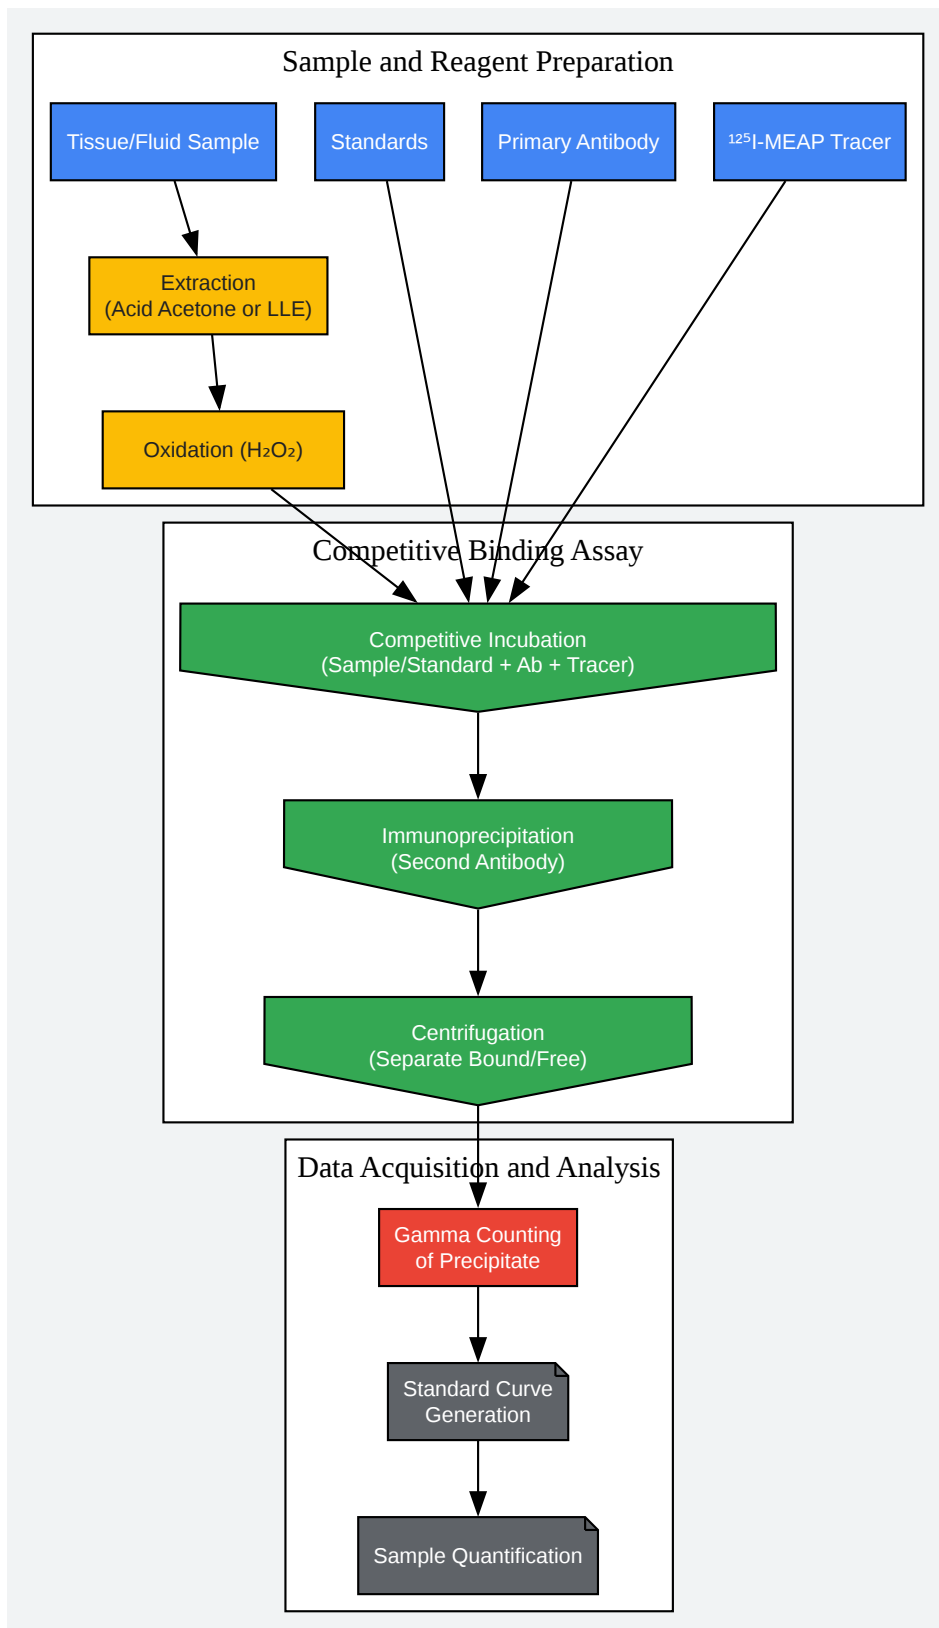 Sample and Reagent Preparation
Tissue/Fluid Sample
Standards
Primary Antibody
¹²⁵I-MEAP Tracer
Extraction
(Acid Acetone or LLE)
Oxidation (H₂O₂)
Competitive Binding Assay
Competitive Incubation
(Sample/Standard + Ab + Tracer)
Immunoprecipitation
(Second Antibody)
Centrifugation
(Separate Bound/Free)
Data Acquisition and Analysis
Gamma Counting
of Precipitate
Standard Curve
Generation
Sample Quantification